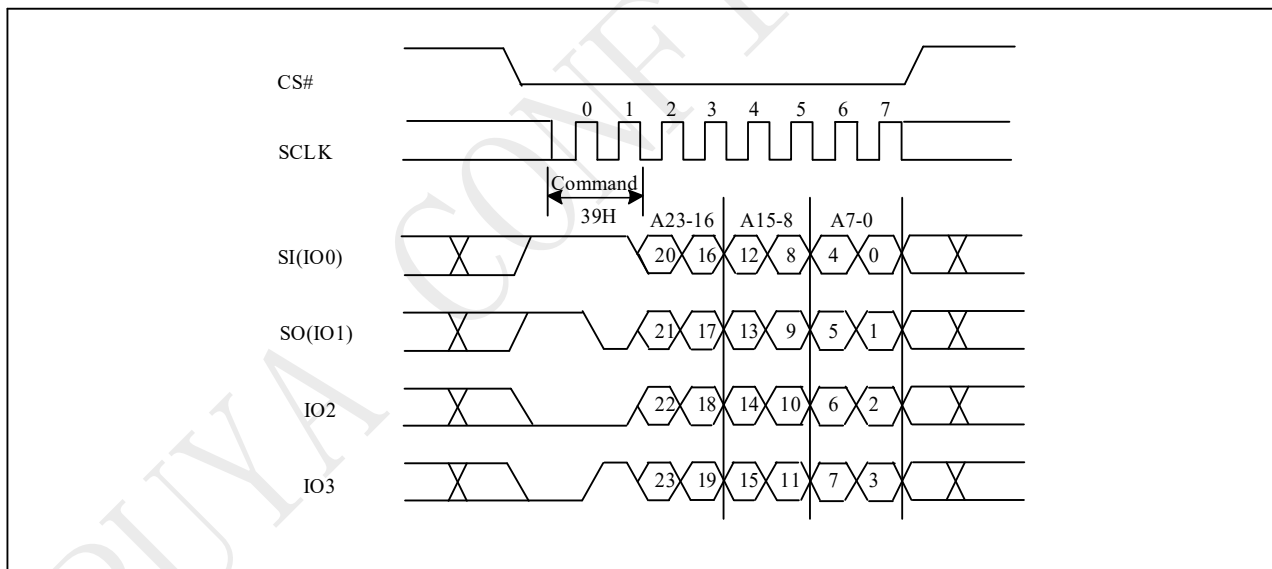 CS#
0 1 2 3 4 5 6 7
SCLK
Command
39H
A23-16 A15-8 A7-0
SI(IO0) 20 16 12 8 4 0
SO(IO1) 21 17 13 9 5 1
IO2 22 18 14 10 6 2
IO3 23 19 15 11 7 3
PUYA CONF